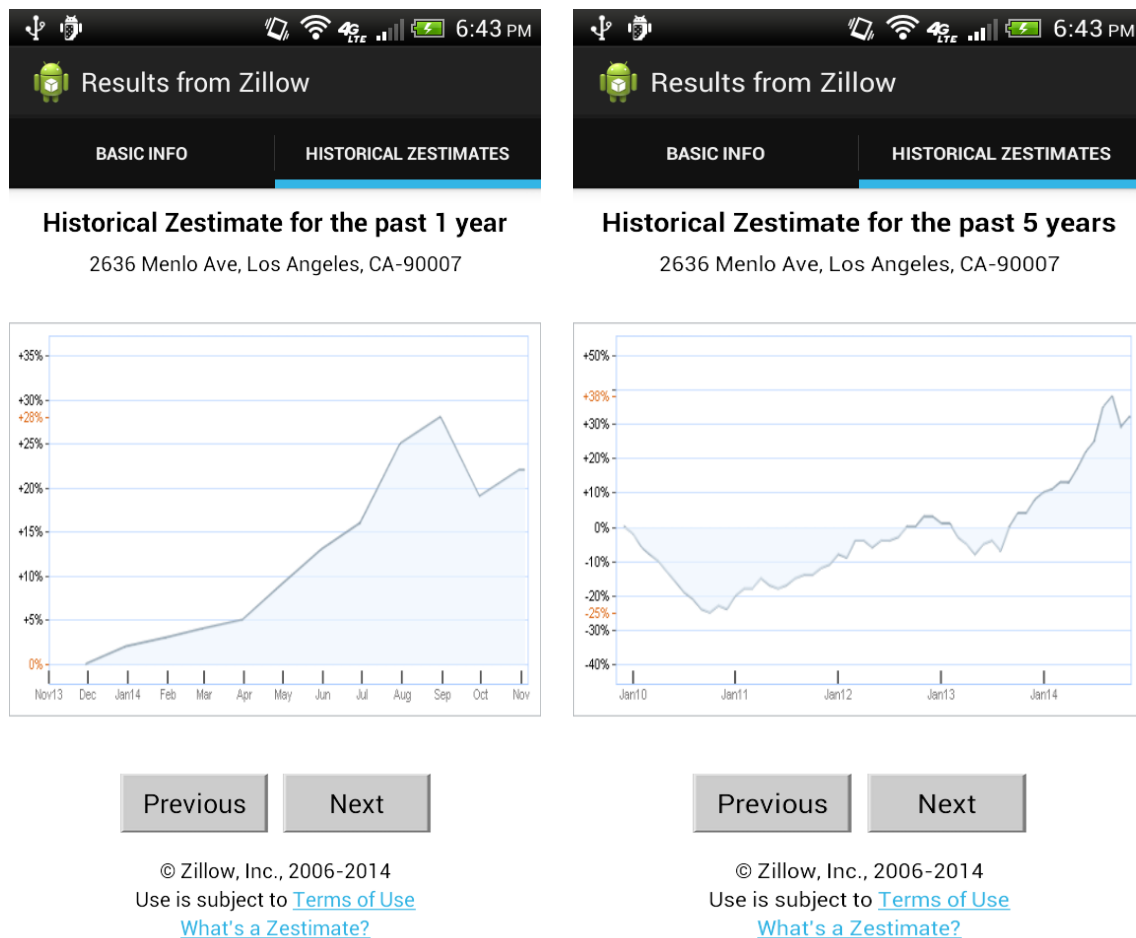 4G LTE 6:43 PM
Results from Zillow
BASIC INFO HISTORICAL ZESTIMATES
Historical Zestimate for the past 1 year
2636 Menlo Ave, Los Angeles, CA-90007
+35%
+30%
+28%
+25%
+20%
+15%
+10%
+5%
0%
Nov13 Dec Jan14 Feb Mar Apr May Jun Jul Aug Sep Oct Nov
Previous Next
© Zillow, Inc., 2006-2014
Use is subject to Terms of Use
What's a Zestimate?
4G LTE 6:43 PM
Results from Zillow
BASIC INFO HISTORICAL ZESTIMATES
Historical Zestimate for the past 5 years
2636 Menlo Ave, Los Angeles, CA-90007
+50%
+38%
+30%
+20%
+10%
0%
-10%
-20%
-25%
-30%
-40%
Jan10 Jan11 Jan12 Jan13 Jan14
Previous Next
© Zillow, Inc., 2006-2014
Use is subject to Terms of Use
What's a Zestimate?